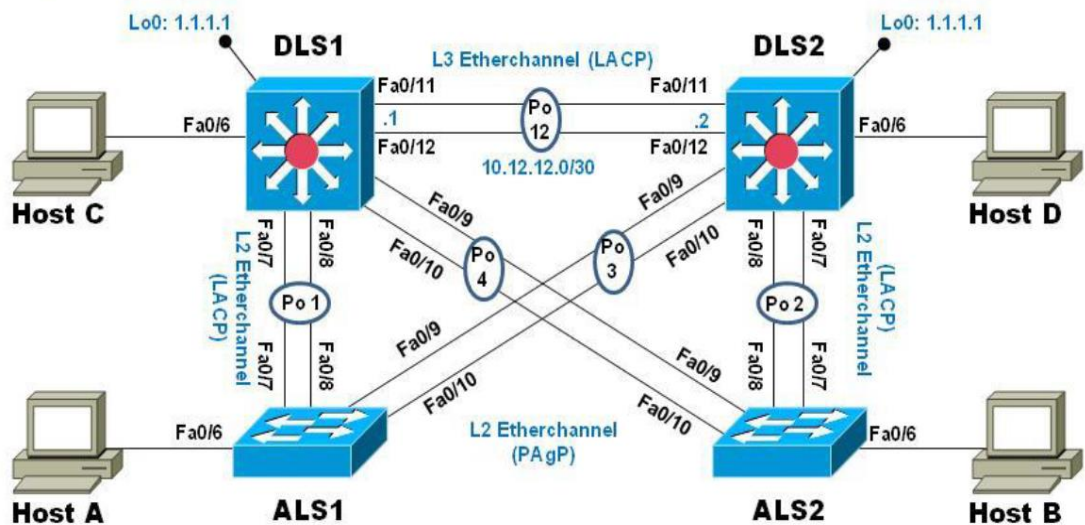 Lo0: 1.1.1.1
Lo0: 1.1.1.1
DLS1
DLS2
L3 Etherchannel (LACP)
Fa0/11
Fa0/11
Po
12
.1
.2
Fa0/6
Fa0/6
Fa0/12
Fa0/12
10.12.12.0/30
Host C
Host D
Fa0/9
Fa0/9
Fa0/7
Fa0/8
Fa0/10
Po
4
Po
3
Fa0/10
Fa0/8
Fa0/7
L2 Etherchannel
(LACP)
Po 1
Po 2
(LACP)
L2 Etherchannel
Fa0/7
Fa0/8
Fa0/9
Fa0/10
Fa0/9
Fa0/10
Fa0/8
Fa0/7
L2 Etherchannel
(PAgP)
Fa0/6
Fa0/6
Host A
ALS1
ALS2
Host B